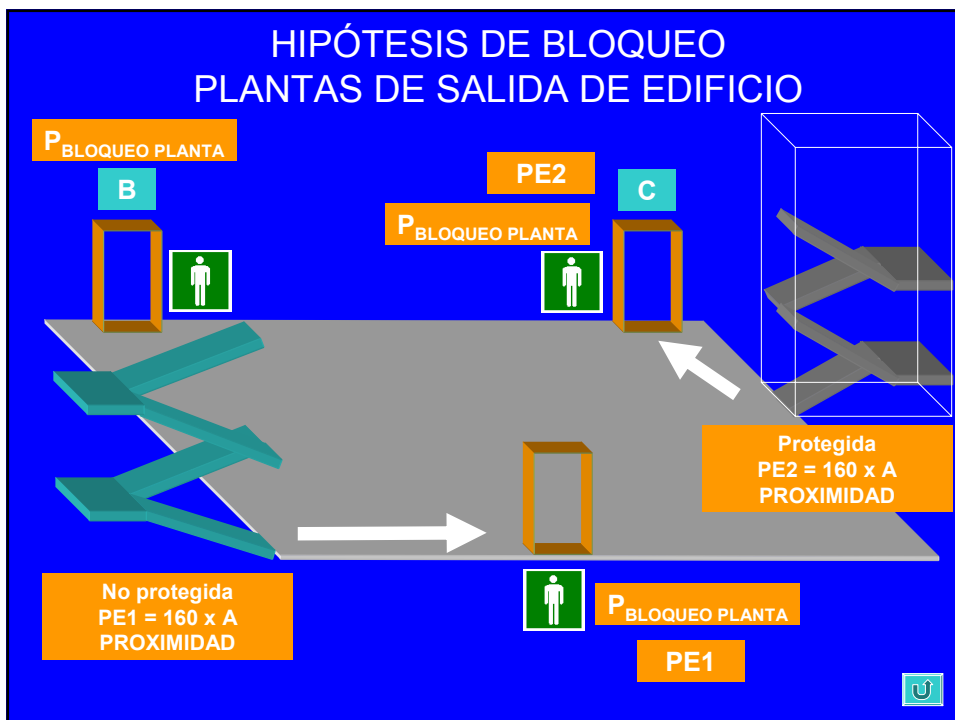 HIPÓTESIS DE BLOQUEO
PLANTAS DE SALIDA DE EDIFICIO
PBLOQUEO PLANTA
B
PE2
C
PBLOQUEO PLANTA
Protegida
PE2 = 160 x A
PROXIMIDAD
No protegida
PE1 = 160 x A
PROXIMIDAD
PBLOQUEO PLANTA
PE1